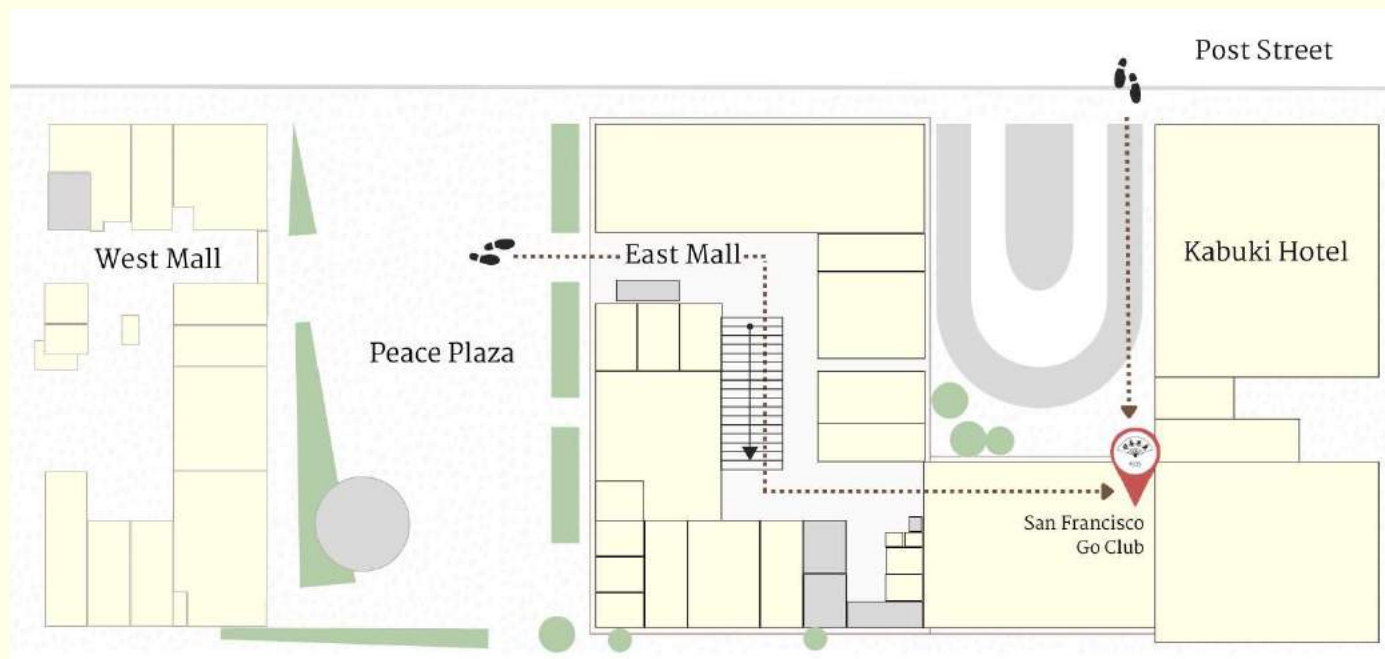 Post Street
West Mall
East Mall
Kabuki Hotel
Peace Plaza
San Francisco
Go Club